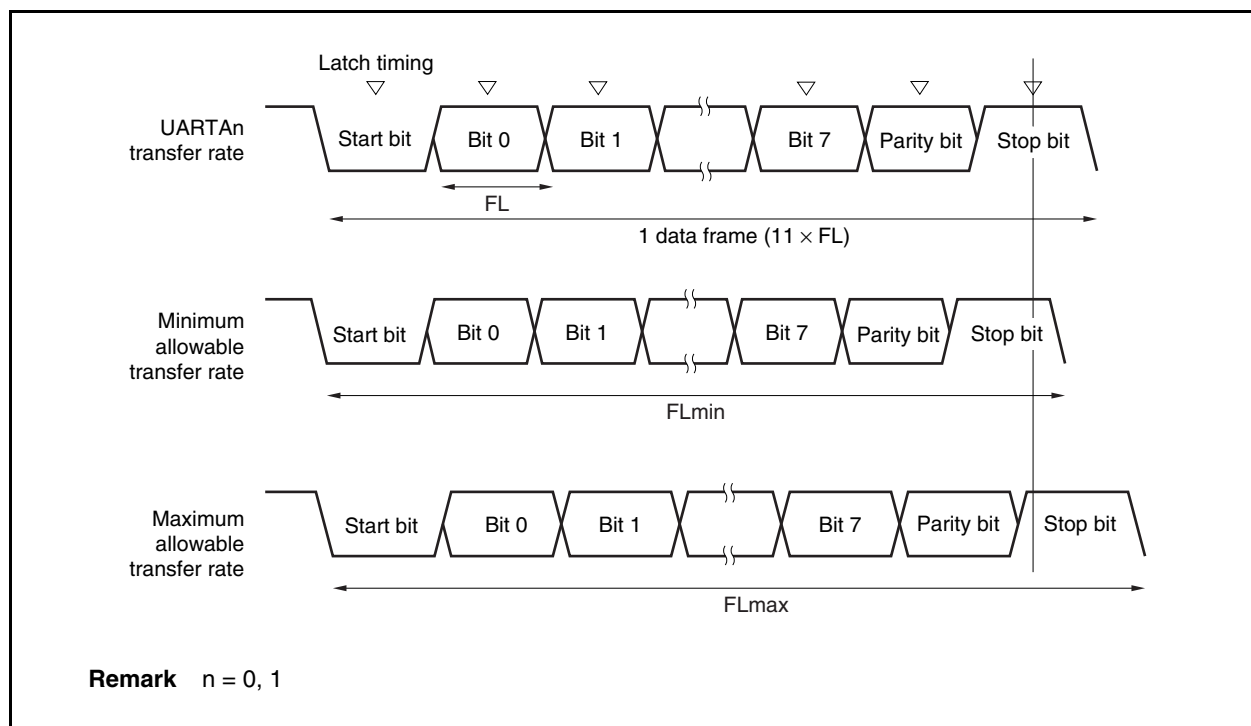 Latch timing
UARTAn
transfer rate
Start bit
Bit 0
Bit 1
Bit 7
Parity bit
Stop bit
FL
1 data frame (11 × FL)
Minimum
allowable
transfer rate
Start bit
Bit 0
Bit 1
Bit 7
Parity bit
Stop bit
FLmin
Maximum
allowable
transfer rate
Start bit
Bit 0
Bit 1
Bit 7
Parity bit
Stop bit
FLmax
Remark n = 0, 1